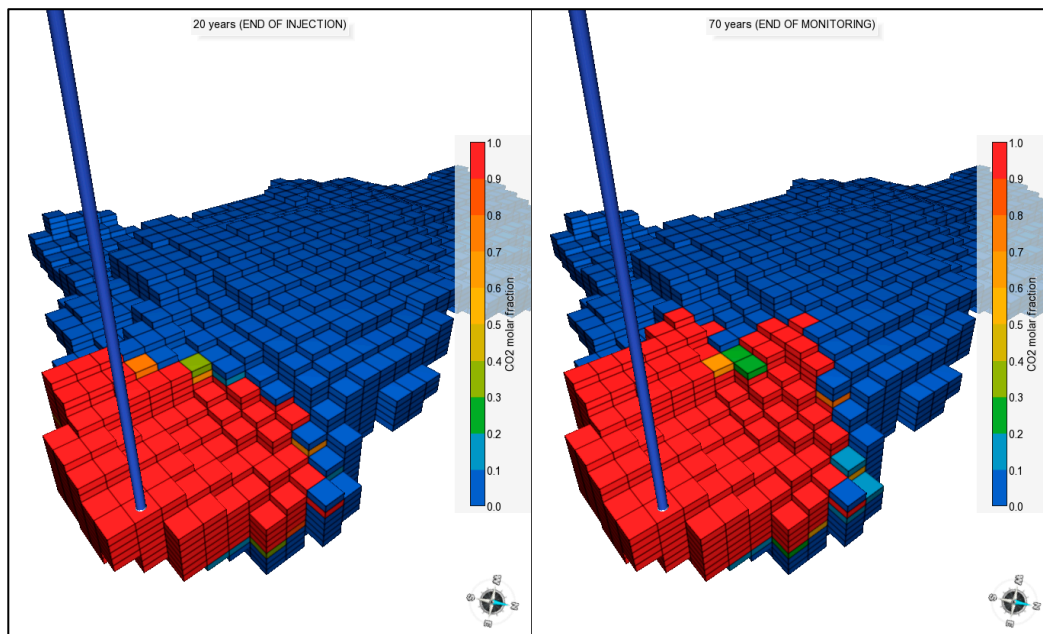 20 years (END OF INJECTION)
1.0
0.9
0.8
0.7
0.6
0.5
0.4
0.3
0.2
0.1
0.0
CO2 molar fraction
S
W
N
E
70 years (END OF MONITORING)
1.0
0.9
0.8
0.7
0.6
0.5
0.4
0.3
0.2
0.1
0.0
CO2 molar fraction
S
W
N
E